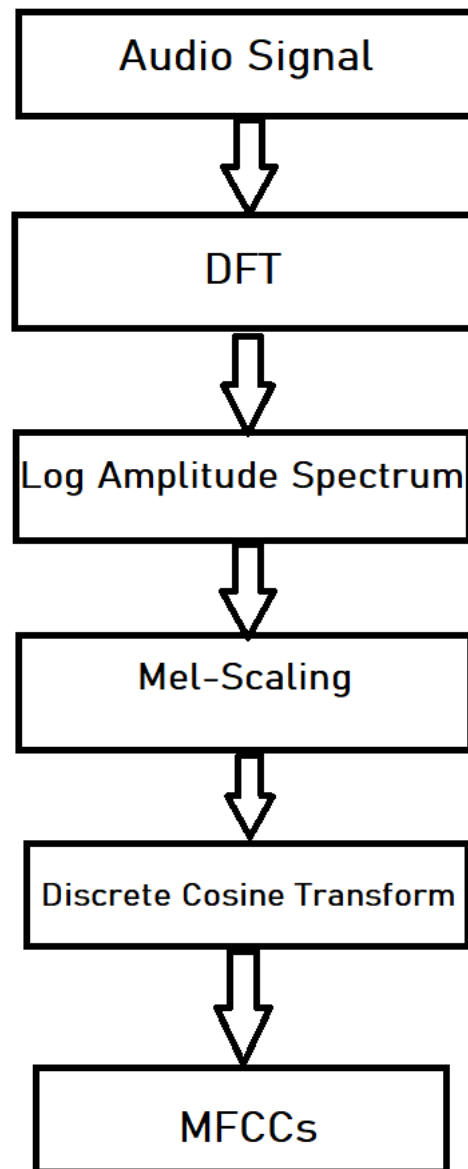 Audio Signal
DFT
Log Amplitude Spectrum
Mel-Scaling
Discrete Cosine Transform
MFCCs